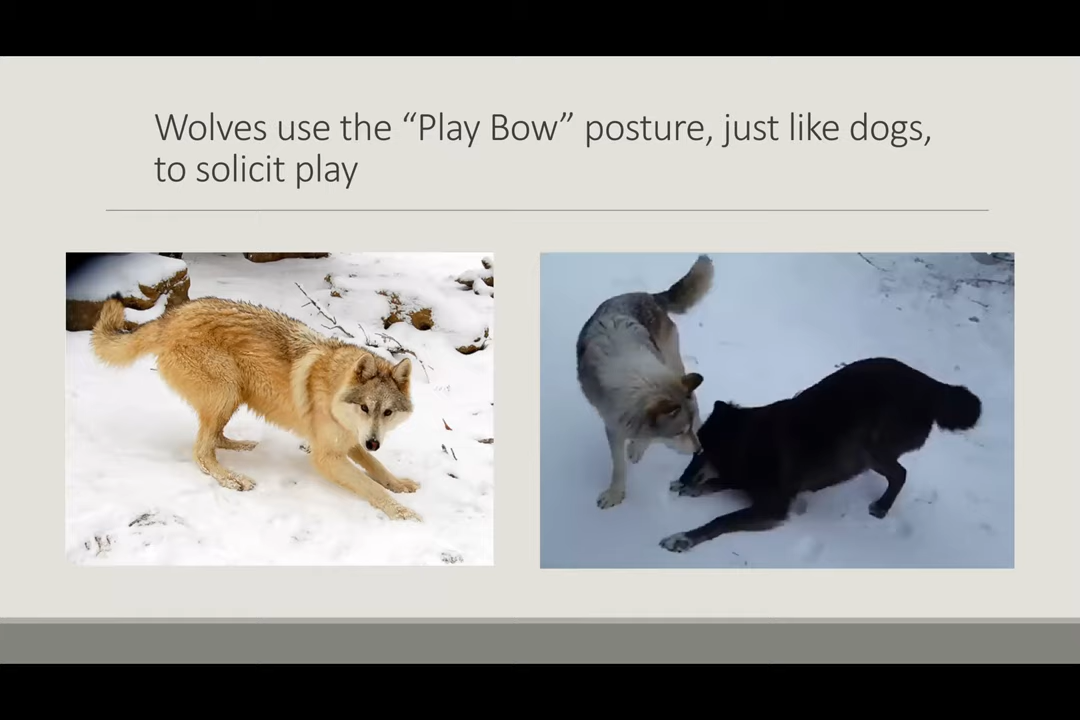 Wolves use the “Play Bow” posture, just like dogs,
to solicit play